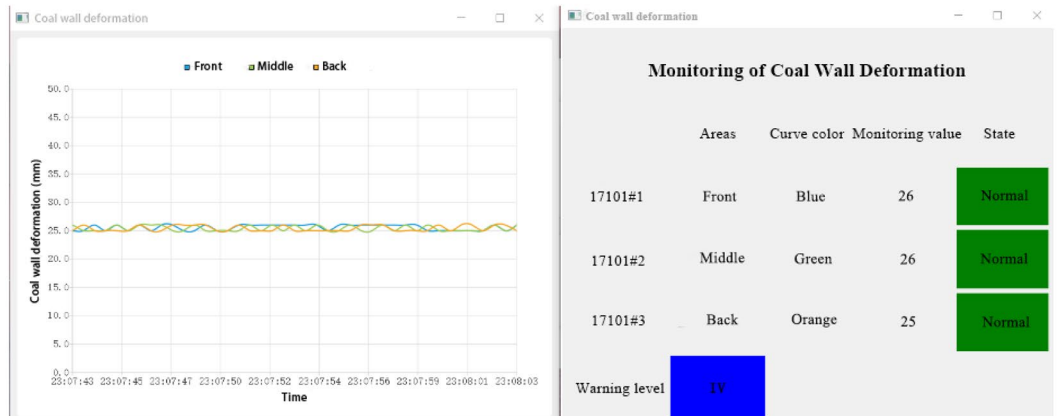 Coal wall deformation
Front Middle Back
50.0
45.0
40.0
35.0
30.0
25.0
20.0
15.0
10.0
5.0
0.0
Coal wall deformation (mm)
23:07:43 23:07:45 23:07:47 23:07:50 23:07:52 23:07:54 23:07:56 23:07:59 23:08:01 23:08:03
Time
Coal wall deformation
Monitoring of Coal Wall Deformation
Areas Curve color Monitoring value State
17101#1 Front Blue 26 Normal
17101#2 Middle Green 26 Normal
17101#3 Back Orange 25 Normal
Warning level IV